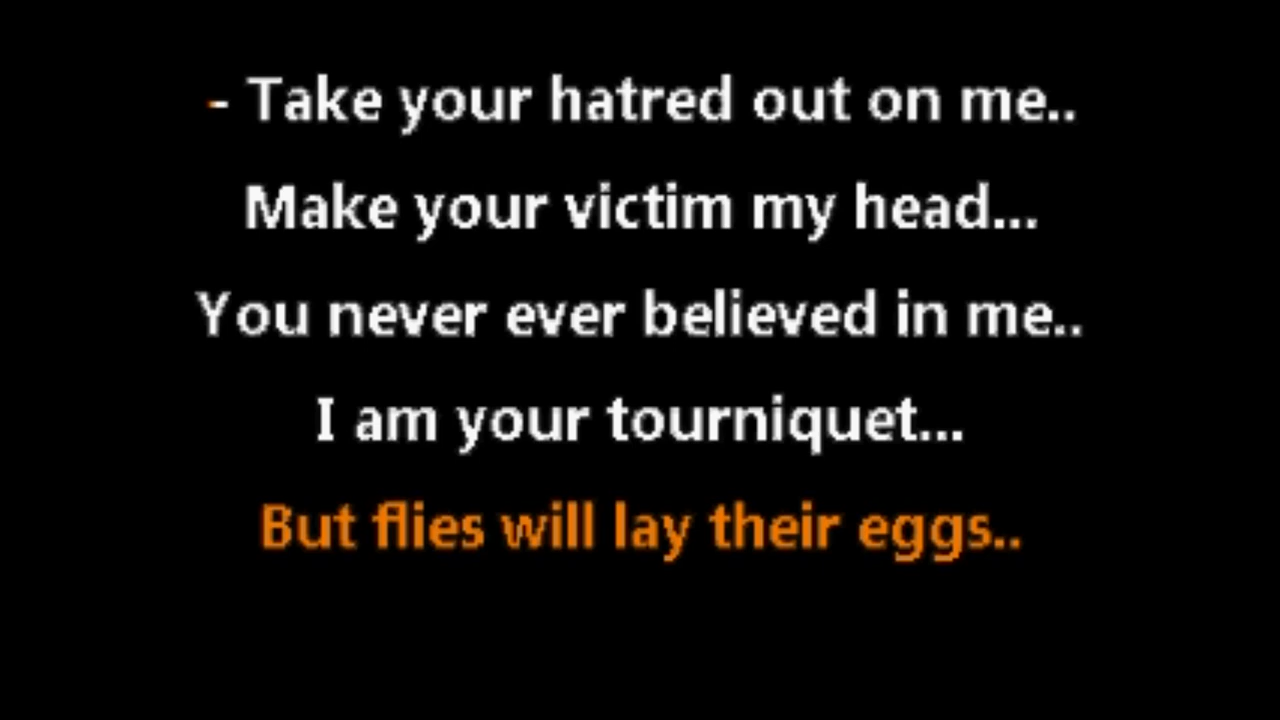 - Take your hatred out on me..
Make your victim my head...
You never ever believed in me..
I am your tourniquet...
But flies will lay their eggs..